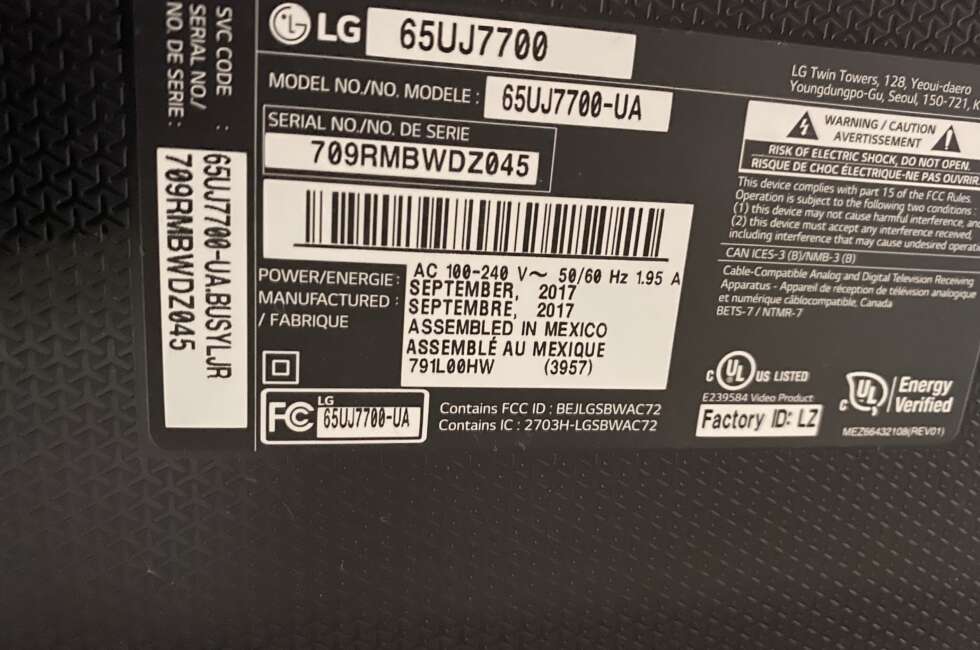 SVC CODE :
SERIAL NO./
NO. DE SERIE :
65UJ7700-UA.BUSYLJR
709RMBWDZ045
LG 65UJ7700
MODEL NO./NO. MODELE : 65UJ7700-UA
SERIAL NO./NO. DE SERIE
709RMBWDZ045
POWER/ENERGIE :
MANUFACTURED :
/ FABRIQUE
AC 100-240 V~ 50/60 Hz 1.95 A
SEPTEMBER, 2017
SEPTEMBRE, 2017
ASSEMBLED IN MEXICO
ASSEMBLÉ AU MEXIQUE
791L00HW (3957)
FC LG
65UJ7700-UA
Contains FCC ID : BEJLGSBWAC72
Contains IC : 2703H-LGSBWAC72
LG Twin Towers, 128, Yeoui-daero
Youngdungpo-Gu, Seoul, 150-721,
WARNING / CAUTION
AVERTISSEMENT
RISK OF ELECTRIC SHOCK, DO NOT OPEN.
RISQUE DE CHOC ÉLECTRIQUE-NE PAS OUVRIR
This device complies with part 15 of the FCC Rules.
Operation is subject to the following two conditions
(1) this device may not cause harmful interference, and
(2) this device must accept any interference received,
including interference that may cause undesired operati
CAN ICES-3 (B)/NMB-3 (B)
Cable-Compatible Analog and Digital Television Receiving
Apparatus - Appareil de réception de télévision analogique
et numérique câblocompatible, Canada
BETS-7 / NTMR-7
C UL US LISTED
E239584 Video Product
Factory ID: LZ
C UL Energy
Verified
MEZ66432108(REV01)